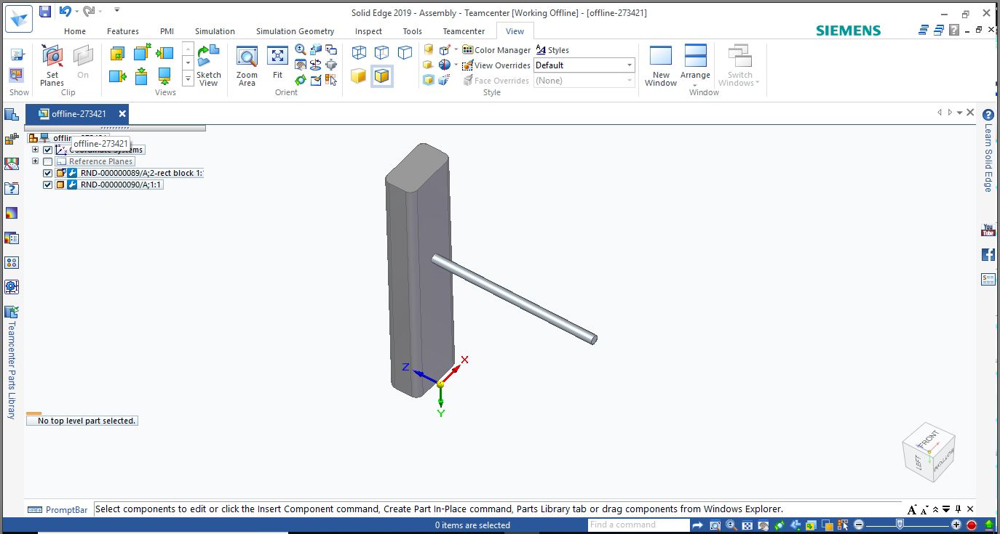 Solid Edge 2019 - Assembly - Teamcenter [Working Offline] - [offline-273421]
Home Features PMI Simulation Simulation Geometry Inspect Tools Teamcenter View SIEMENS
Color Manager Styles
View Overrides Default
Face Overrides (None)
Set Planes On Sketch View Zoom Area Fit New Window Arrange Switch Windows
Show Clip Views Orient Style Window
offline-273421
offline-273421
Coordinate Systems
Reference Planes
RND-000000089/A;2-rect block 1:
RND-000000090/A;1:1
Learn Solid Edge
You Tube
Teamcenter Parts Library
Z X
Y
No top level part selected.
FRONT
LEFT BOTTOM
PromptBar Select components to edit or click the Insert Component command, Create Part In-Place command, Parts Library tab or drag components from Windows Explorer.
0 items are selected Find a command